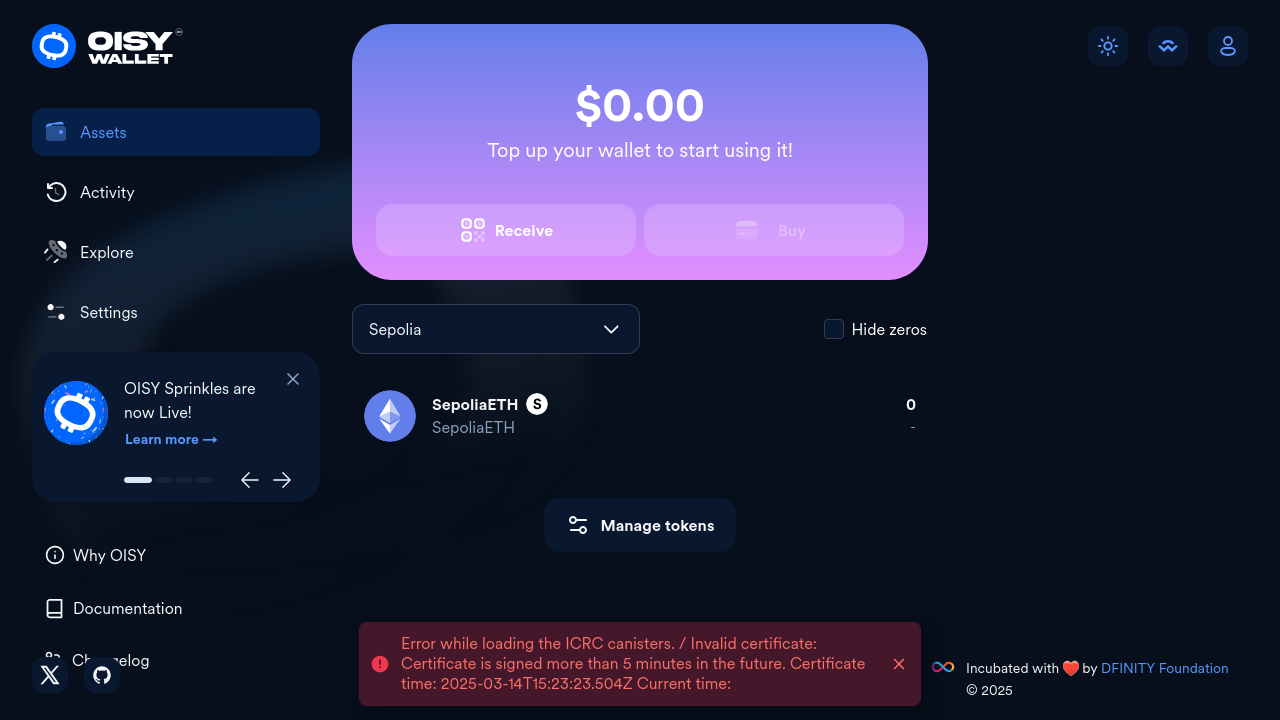 OISY
WALLET
Assets
Activity
Explore
Settings
OISY Sprinkles are
now Live!
Learn more →
Why OISY
Documentation
Changelog
$0.00
Top up your wallet to start using it!
Receive
Buy
Sepolia
Hide zeros
SepoliaETH S
0
SepoliaETH
-
Manage tokens
Error while loading the ICRC canisters. / Invalid certificate:
Certificate is signed more than 5 minutes in the future. Certificate
time: 2025-03-14T15:23:23.504Z Current time:
Incubated with ❤️ by DFINITY Foundation
© 2025